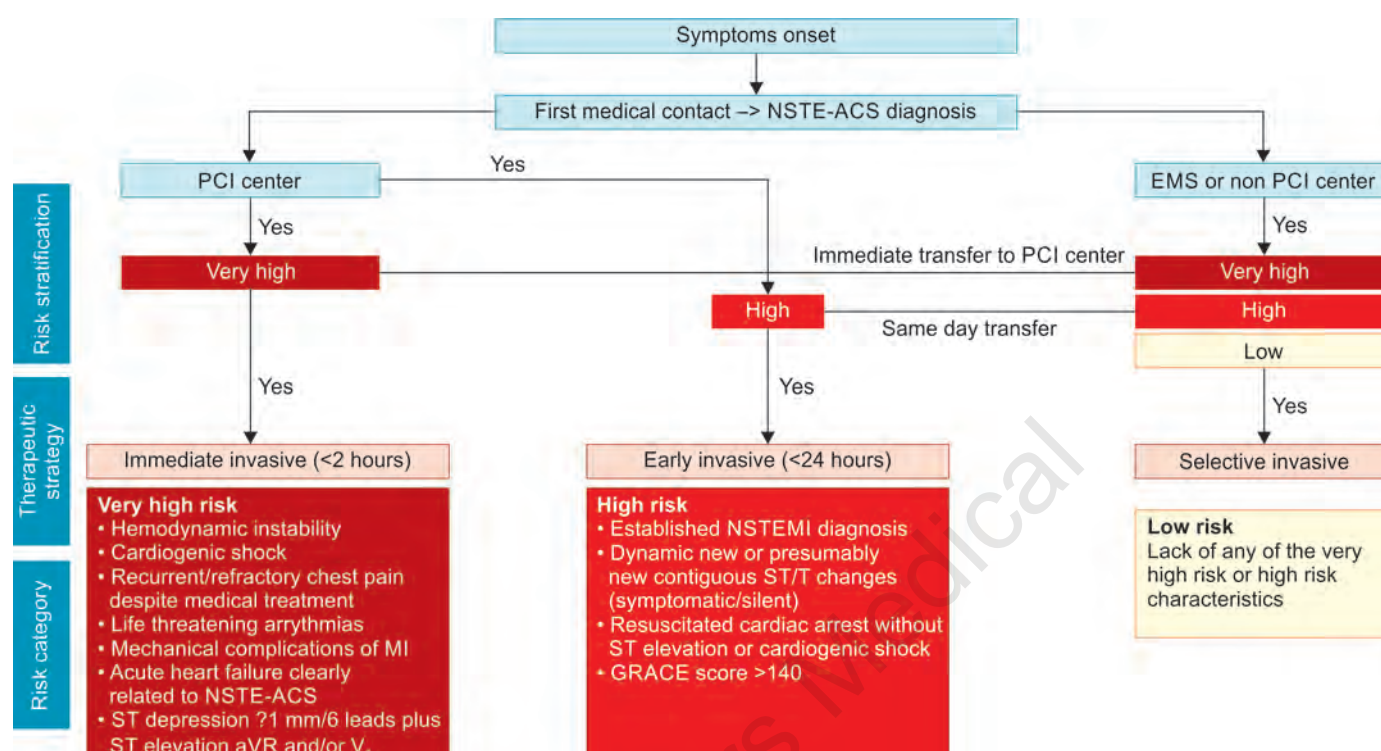 Symptoms onset
First medical contact –> NSTE-ACS diagnosis
PCI center
Yes
EMS or non PCI center
Yes
Yes
Risk stratification
Very high
Immediate transfer to PCI center
Very high
High
Same day transfer
High
Low
Yes
Yes
Yes
Therapeutic
strategy
Immediate invasive (<2 hours)
Early invasive (<24 hours)
Selective invasive
Risk category
Very high risk
• Hemodynamic instability
• Cardiogenic shock
• Recurrent/refractory chest pain
despite medical treatment
• Life threatening arrythmias
• Mechanical complications of MI
• Acute heart failure clearly
related to NSTE-ACS
• ST depression ?1 mm/6 leads plus
ST elevation aVR and/or
High risk
• Established NSTEMI diagnosis
• Dynamic new or presumably
new contiguous ST/T changes
(symptomatic/silent)
• Resuscitated cardiac arrest without
ST elevation or cardiogenic shock
• GRACE score >140
Low risk
Lack of any of the very
high risk or high risk
characteristics
Medical